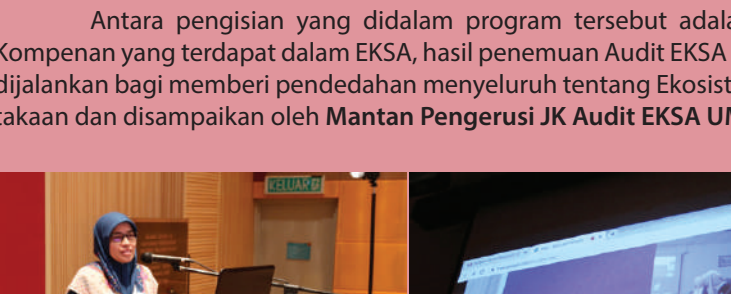 Antara pengisian yang didalam program tersebut adala
Kompenan yang terdapat dalam EKSA, hasil penemuan Audit EKSA
dijalankan bagi memberi pendedahan menyeluruh tentang Ekosist
takaan dan disampaikan oleh Mantan Pengerusi JK Audit EKSA UM
KELUAR